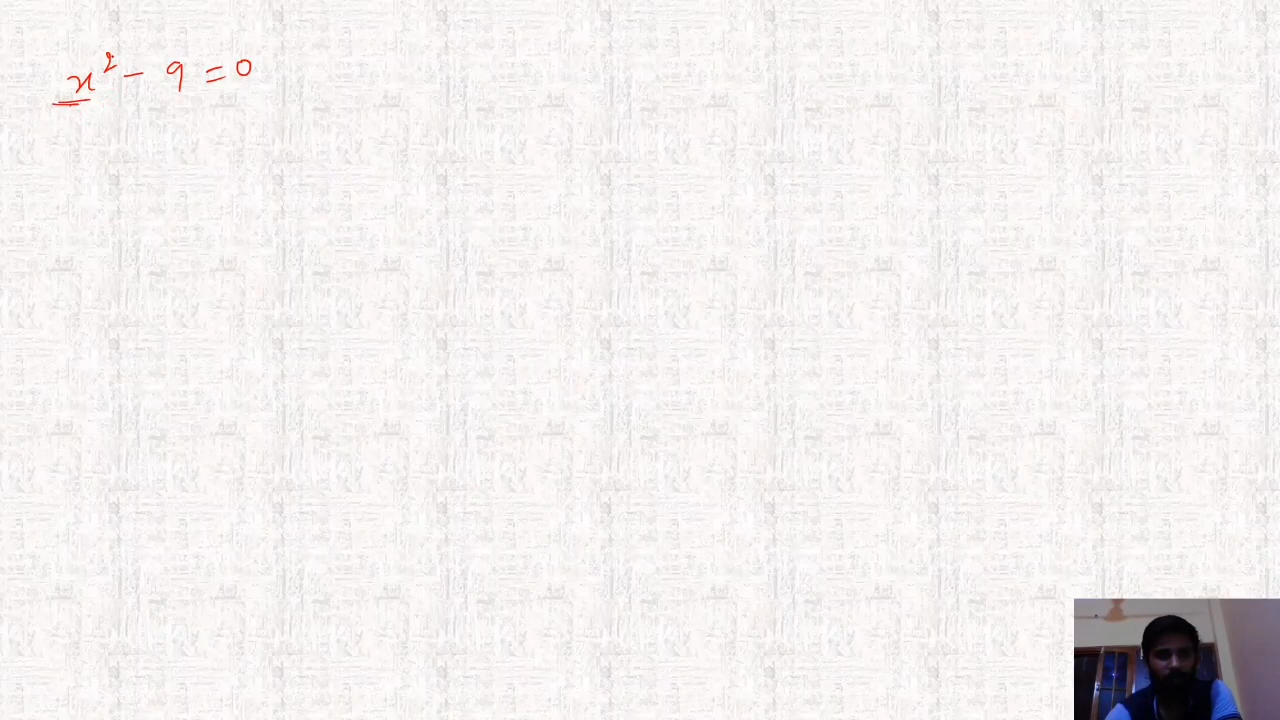 x² - 9 = 0